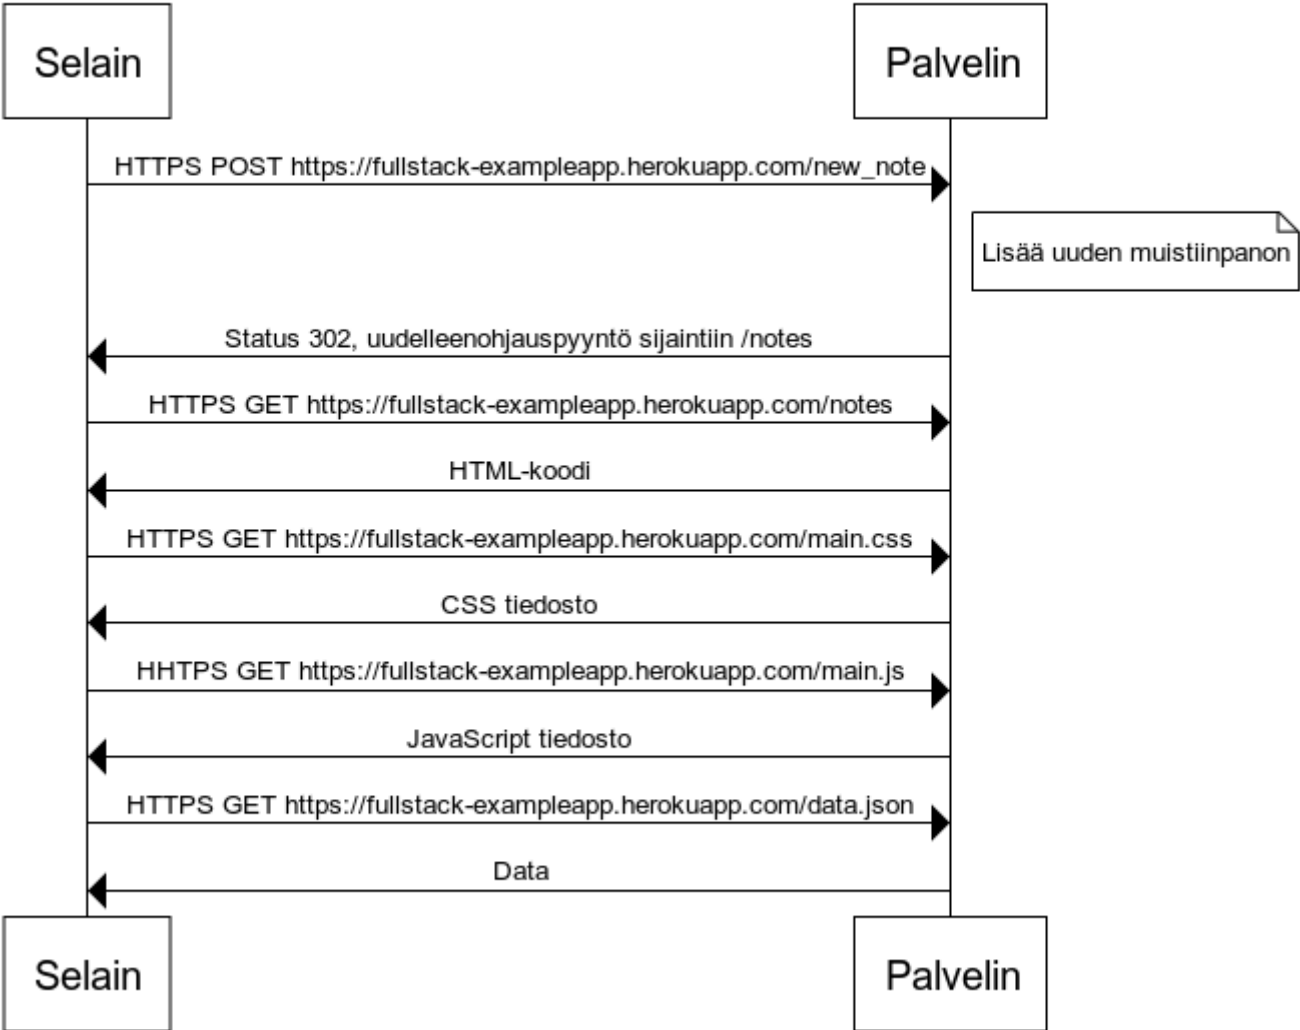 Selain
Palvelin
HTTPS POST https://fullstack-exampleapp.herokuapp.com/new_note
Lisää uuden muistiinpanon
Status 302, uudelleenohjauspyyntö sijaintiin /notes
HTTPS GET https://fullstack-exampleapp.herokuapp.com/notes
HTML-koodi
HTTPS GET https://fullstack-exampleapp.herokuapp.com/main.css
CSS tiedosto
HHTPS GET https://fullstack-exampleapp.herokuapp.com/main.js
JavaScript tiedosto
HTTPS GET https://fullstack-exampleapp.herokuapp.com/data.json
Data
Selain
Palvelin